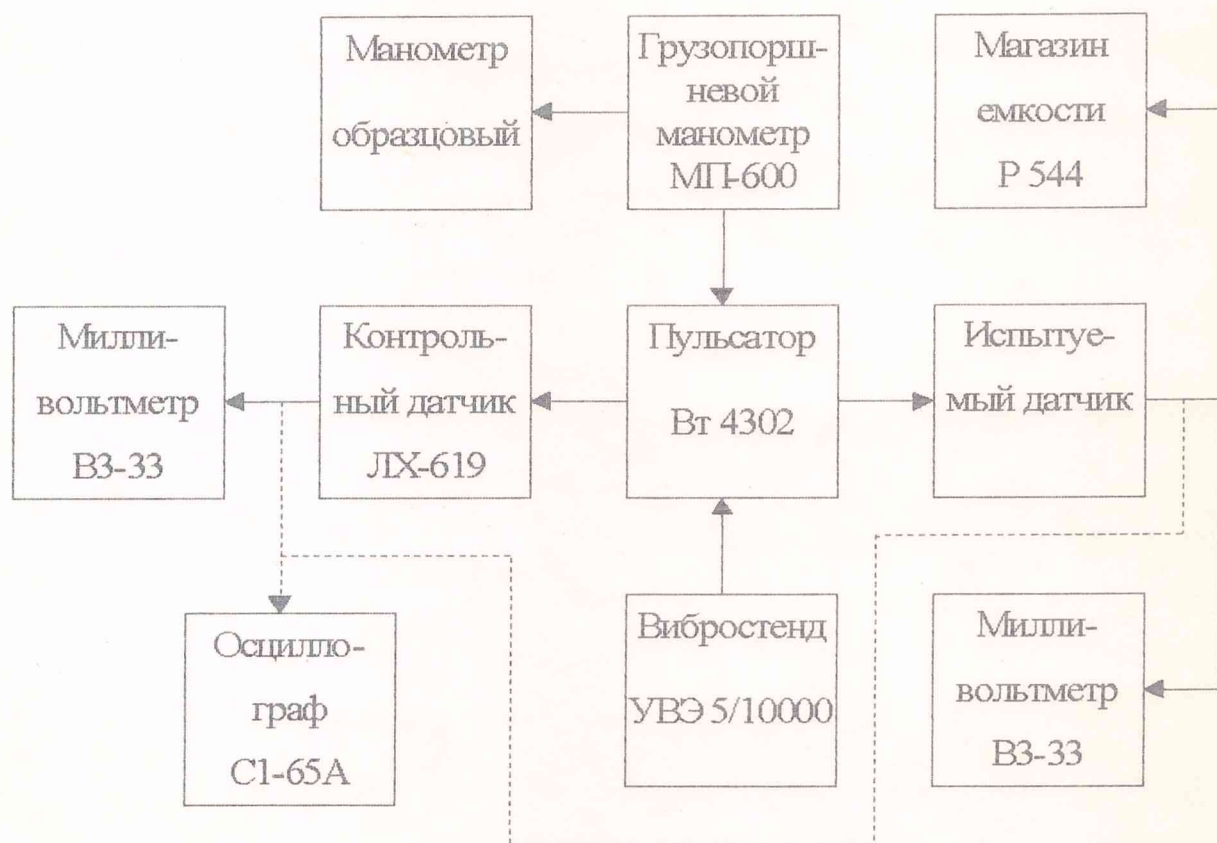 Манометр
образцовый
Грузопорш-
невой
манометр
МП-600
Магазин
емкости
Р 544
Милли-
вольтметр
В3-33
Контроль-
ный датчик
ЛХ-619
Пульсатор
Вт 4302
Испытуе-
мый датчик
Осцилло-
граф
С1-65А
Вибростенд
УВЭ 5/10000
Милли-
вольтметр
В3-33